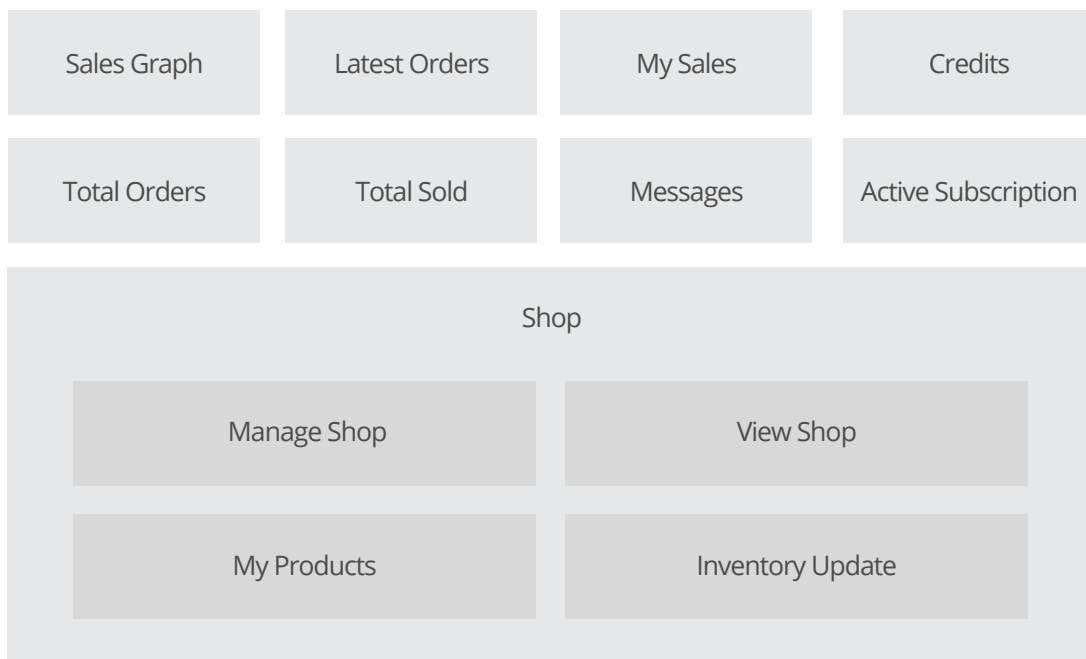 Sales Graph
Latest Orders
My Sales
Credits
Total Orders
Total Sold
Messages
Active Subscription
Shop
Manage Shop
View Shop
My Products
Inventory Update